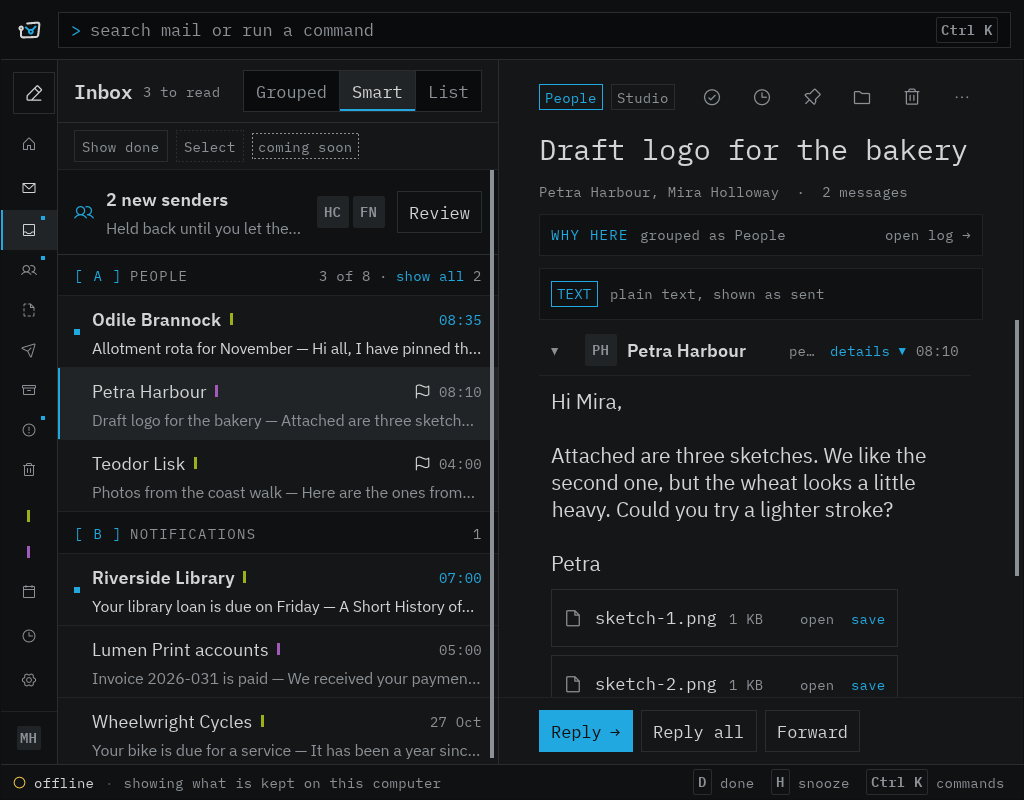 > search mail or run a command Ctrl K
Inbox 3 to read Grouped Smart List
Show done Select coming soon
2 new senders
Held back until you let the... HC FN Review
[ A ] PEOPLE 3 of 8 · show all 2
Odile Brannock 08:35
Allotment rota for November — Hi all, I have pinned th...
Petra Harbour 08:10
Draft logo for the bakery — Attached are three sketch...
Teodor Lisk 04:00
Photos from the coast walk — Here are the ones from...
[ B ] NOTIFICATIONS 1
Riverside Library 07:00
Your library loan is due on Friday — A Short History of...
Lumen Print accounts 05:00
Invoice 2026-031 is paid — We received your paymen...
Wheelwright Cycles 27 Oct
Your bike is due for a service — It has been a year sinc...
MH
People Studio ...
Draft logo for the bakery
Petra Harbour, Mira Holloway · 2 messages
WHY HERE grouped as People open log →
TEXT plain text, shown as sent
▼ PH Petra Harbour pe… details ▼ 08:10
Hi Mira,
Attached are three sketches. We like the
second one, but the wheat looks a little
heavy. Could you try a lighter stroke?
Petra
sketch-1.png 1 KB open save
sketch-2.png 1 KB open save
Reply → Reply all Forward
offline · showing what is kept on this computer D done H snooze Ctrl K commands